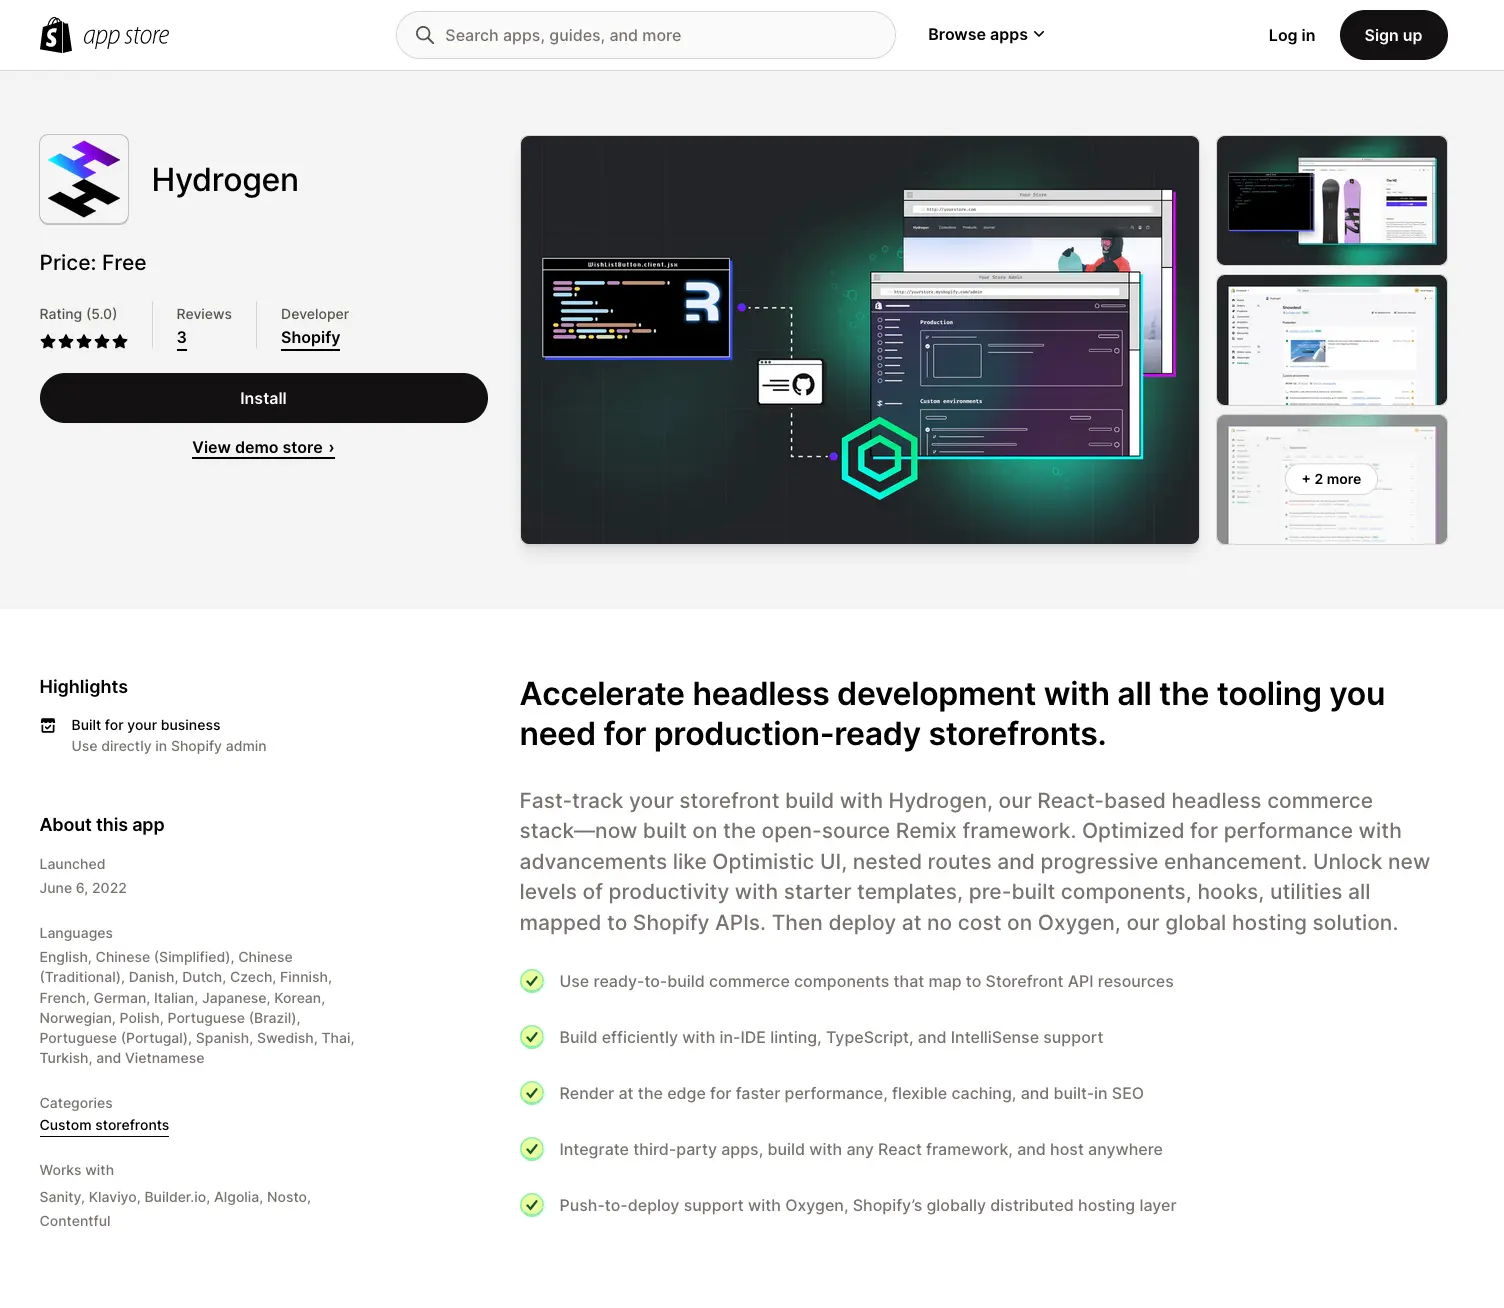 app store
Search apps, guides, and more
Browse apps
Log in
Sign up
Hydrogen
Price: Free
Rating (5.0)
Reviews
3
Developer
Shopify
Install
View demo store ›
WishListButton.client.jsx
Your Store
http://yourstore.com
Hydrogen Collections Products Journal
Your Store Admin
http://yourstore.myshopify.com/admin
Production
Custom environments
+ 2 more
Highlights
Built for your business
Use directly in Shopify admin
About this app
Launched
June 6, 2022
Languages
English, Chinese (Simplified), Chinese
(Traditional), Danish, Dutch, Czech, Finnish,
French, German, Italian, Japanese, Korean,
Norwegian, Polish, Portuguese (Brazil),
Portuguese (Portugal), Spanish, Swedish, Thai,
Turkish, and Vietnamese
Categories
Custom storefronts
Works with
Sanity, Klaviyo, Builder.io, Algolia, Nosto,
Contentful
Accelerate headless development with all the tooling you
need for production-ready storefronts.
Fast-track your storefront build with Hydrogen, our React-based headless commerce
stack—now built on the open-source Remix framework. Optimized for performance with
advancements like Optimistic UI, nested routes and progressive enhancement. Unlock new
levels of productivity with starter templates, pre-built components, hooks, utilities all
mapped to Shopify APIs. Then deploy at no cost on Oxygen, our global hosting solution.
Use ready-to-build commerce components that map to Storefront API resources
Build efficiently with in-IDE linting, TypeScript, and IntelliSense support
Render at the edge for faster performance, flexible caching, and built-in SEO
Integrate third-party apps, build with any React framework, and host anywhere
Push-to-deploy support with Oxygen, Shopify’s globally distributed hosting layer